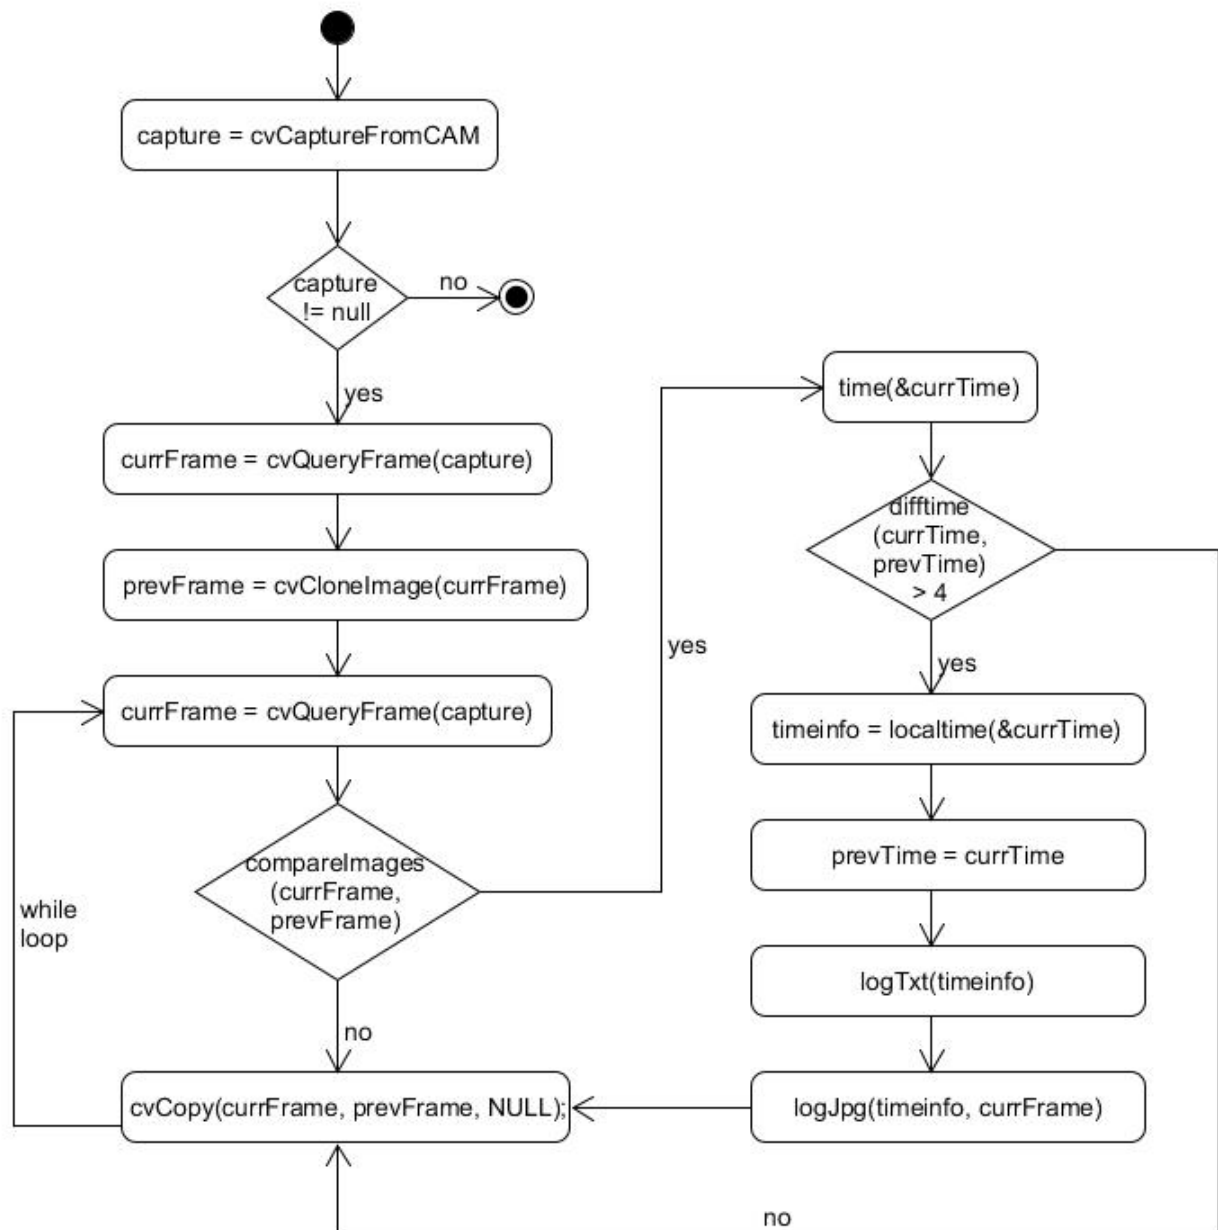 capture = cvCaptureFromCAM
capture
!= null
no
yes
currFrame = cvQueryFrame(capture)
prevFrame = cvCloneImage(currFrame)
currFrame = cvQueryFrame(capture)
compareImages
(currFrame,
prevFrame)
while
loop
no
cvCopy(currFrame, prevFrame, NULL);
yes
time(&currTime)
difftime
(currTime,
prevTime)
> 4
yes
timeinfo = localtime(&currTime)
prevTime = currTime
logTxt(timeinfo)
logJpg(timeinfo, currFrame)
no